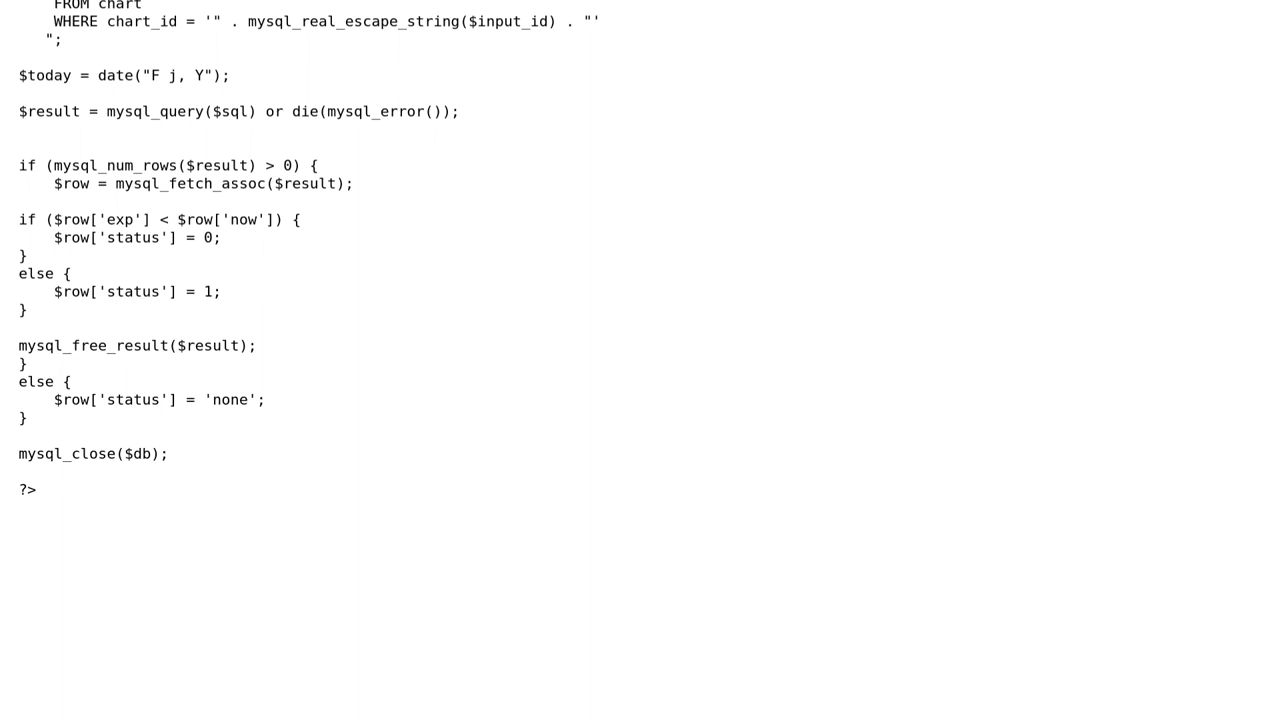 FROM chart
WHERE chart_id = '" . mysql_real_escape_string($input_id) . "'
";
$today = date("F j, Y");
$result = mysql_query($sql) or die(mysql_error());
if (mysql_num_rows($result) > 0) {
$row = mysql_fetch_assoc($result);
if ($row['exp'] < $row['now']) {
$row['status'] = 0;
}
else {
$row['status'] = 1;
}
mysql_free_result($result);
}
else {
$row['status'] = 'none';
}
mysql_close($db);
?>